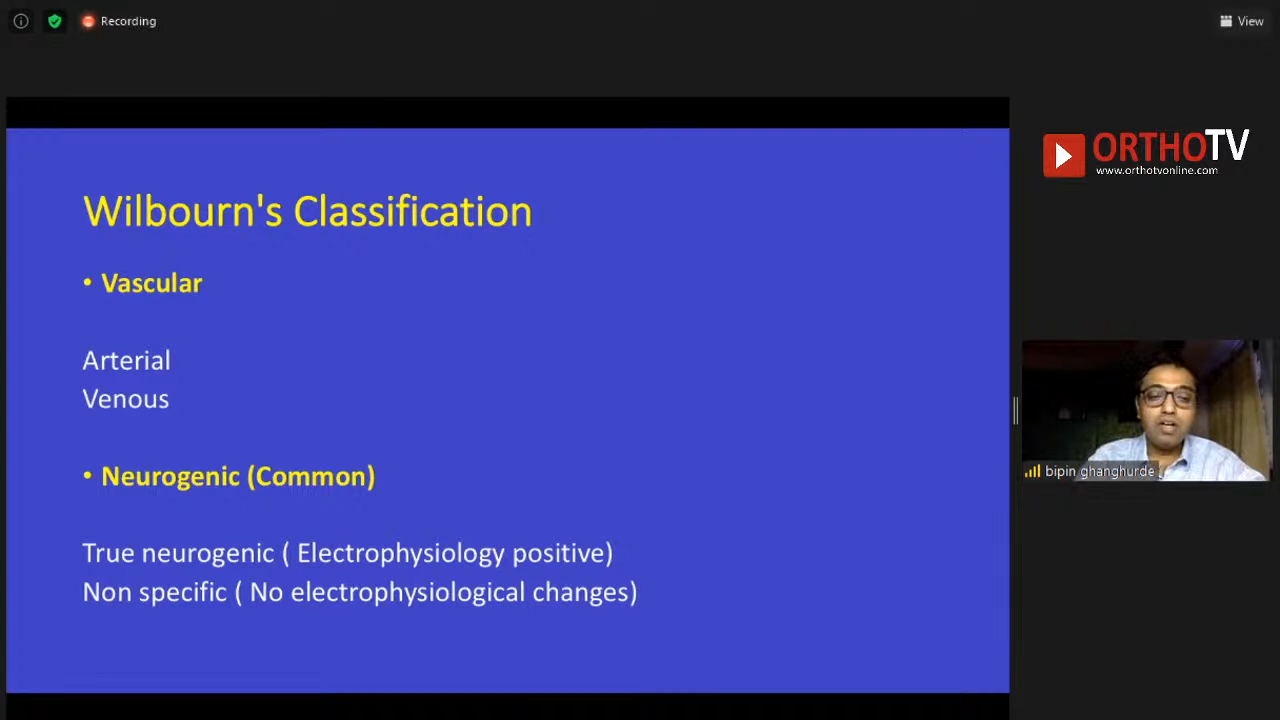 Recording
View
ORTHOTV
www.orthotvonline.com
Wilbourn's Classification
• Vascular
Arterial
Venous
• Neurogenic (Common)
True neurogenic ( Electrophysiology positive)
Non specific ( No electrophysiological changes)
bipin ghanghurde